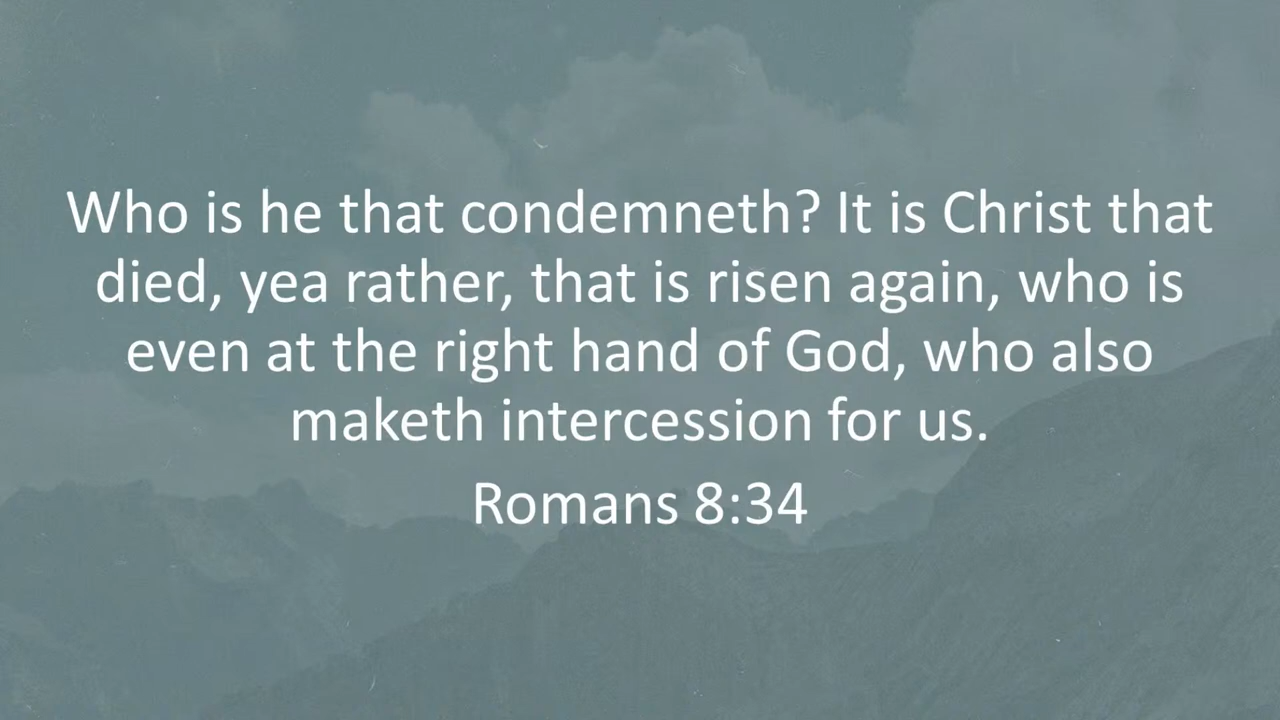 Who is he that condemneth? It is Christ that
died, yea rather, that is risen again, who is
even at the right hand of God, who also
maketh intercession for us.
Romans 8:34